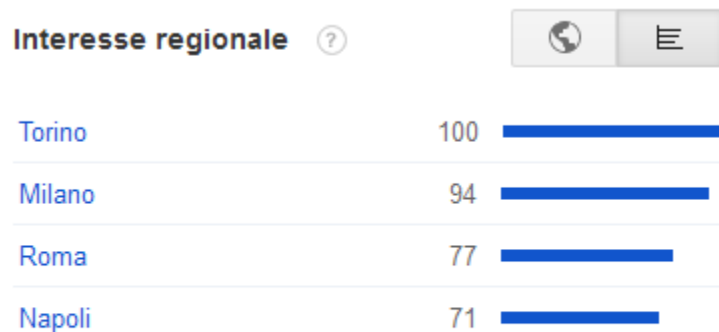 Interesse regionale ?
Torino 100
Milano 94
Roma 77
Napoli 71